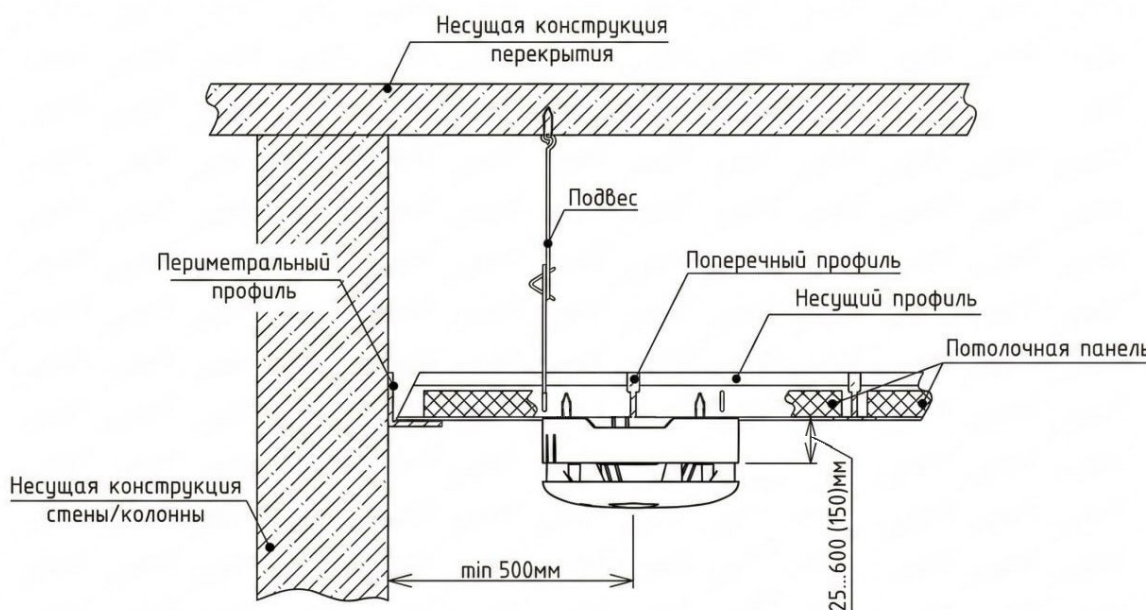 Несущая конструкция
перекрытия
Подвес
Периметральный
профиль
Поперечный профиль
Несущий профиль
Потолочная панель
Несущая конструкция
стены/колонны
min 500мм
25...600 (150)мм